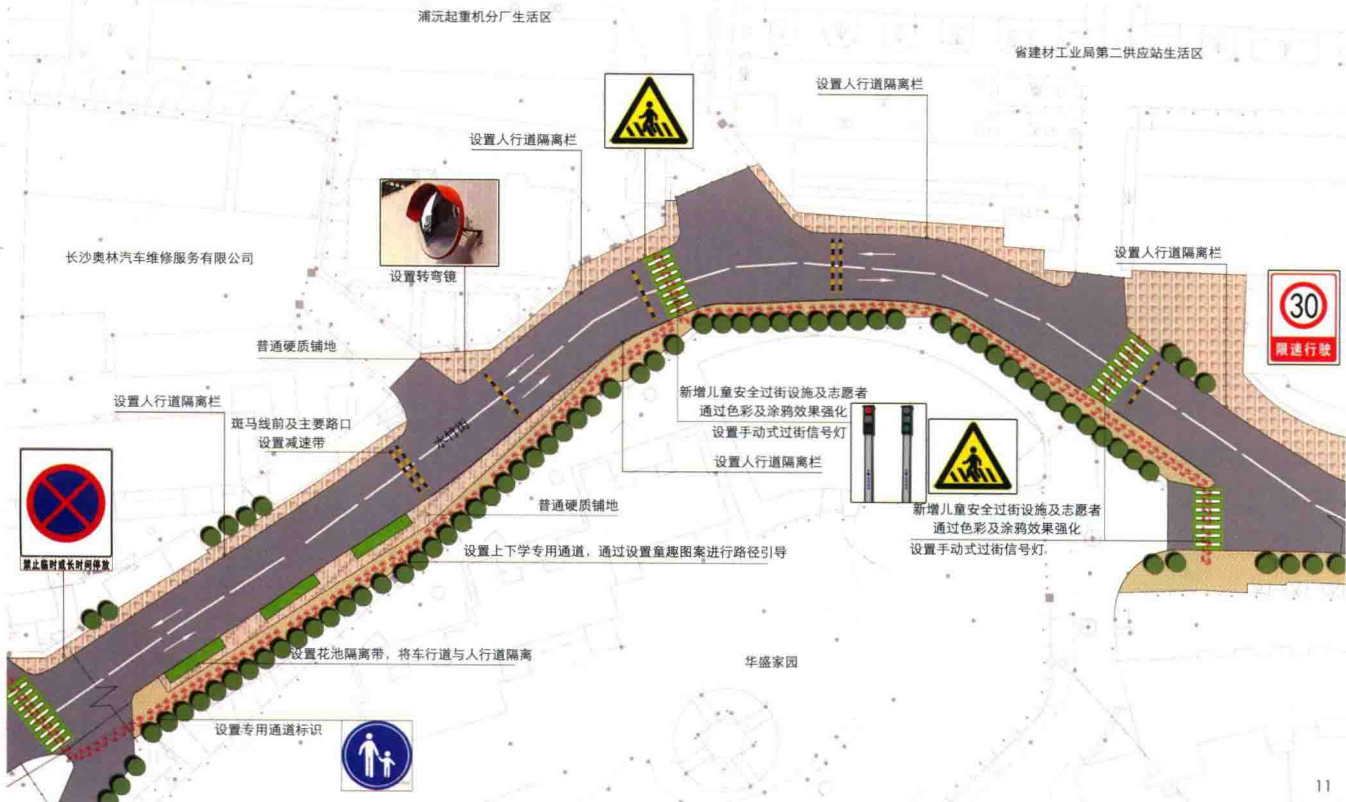 浦沅起重机分厂生活区
省建材工业局第二供应站生活区
设置人行道隔离栏
设置人行道隔离栏
长沙奥林汽车维修服务有限公司
设置转弯镜
设置人行道隔离栏
30
限速行驶
普通硬质铺地
设置人行道隔离栏
斑马线前及主要路口
设置减速带
水竹街
新增儿童安全过街设施及志愿者
通过色彩及涂鸦效果强化
设置手动式过街信号灯
设置人行道隔离栏
禁止临时或长时间停放
普通硬质铺地
新增儿童安全过街设施及志愿者
通过色彩及涂鸦效果强化
设置手动式过街信号灯
设置上下学专用通道，通过设置童趣图案进行路径引导
设置花池隔离带，将车行道与人行道隔离
华盛家园
设置专用通道标识
11